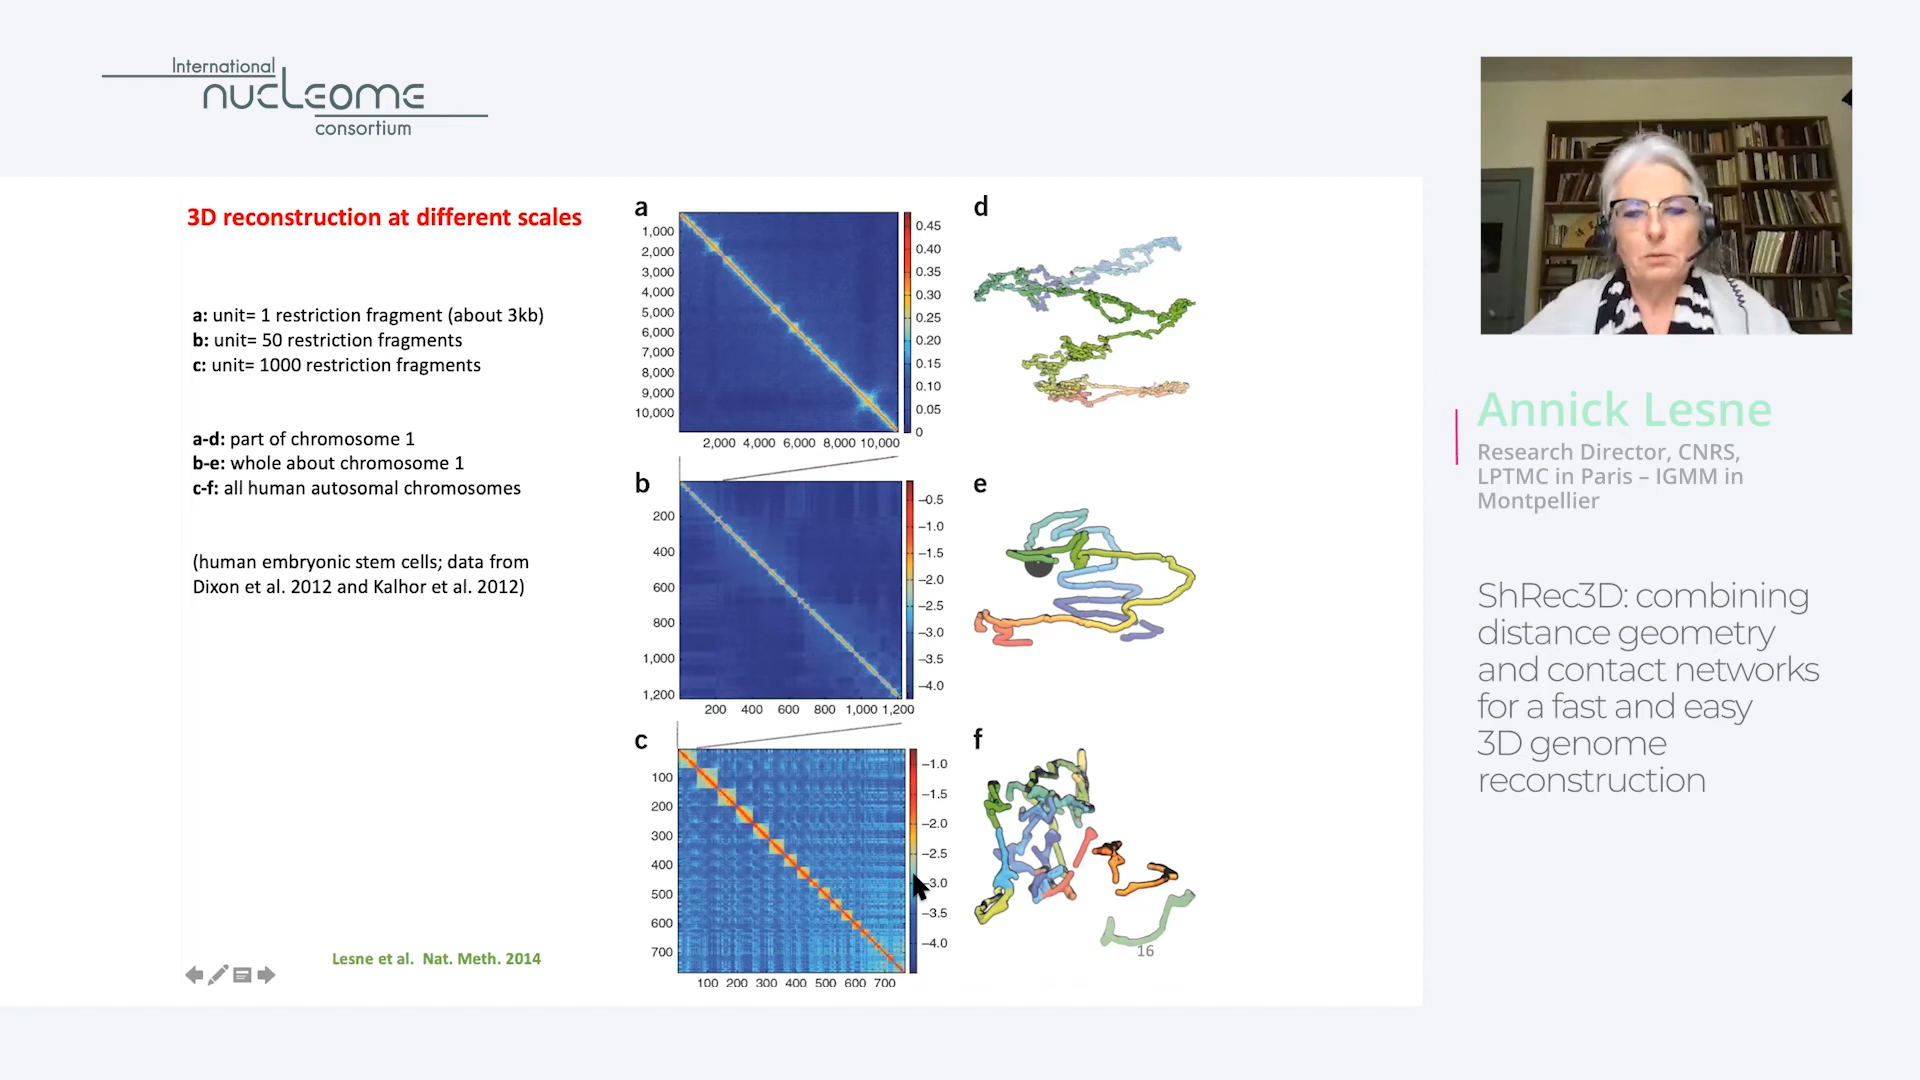 International
nucleome
consortium
3D reconstruction at different scales
a: unit= 1 restriction fragment (about 3kb)
b: unit= 50 restriction fragments
c: unit= 1000 restriction fragments
a-d: part of chromosome 1
b-e: whole about chromosome 1
c-f: all human autosomal chromosomes
(human embryonic stem cells; data from
Dixon et al. 2012 and Kalhor et al. 2012)
Lesne et al. Nat. Meth. 2014
a
1,000
2,000
3,000
4,000
5,000
6,000
7,000
8,000
9,000
10,000
2,000 4,000 6,000 8,000 10,000
0.45
0.40
0.35
0.30
0.25
0.20
0.15
0.10
0.05
0
d
b
200
400
600
800
1,000
1,200
200 400 600 800 1,000 1,200
–0.5
–1.0
–1.5
–2.0
–2.5
–3.0
–3.5
–4.0
e
c
100
200
300
400
500
600
700
100 200 300 400 500 600 700
–1.0
–1.5
–2.0
–2.5
–3.0
–3.5
–4.0
f
16
Annick Lesne
Research Director, CNRS,
LPTMC in Paris – IGMM in
Montpellier
ShRec3D: combining
distance geometry
and contact networks
for a fast and easy
3D genome
reconstruction